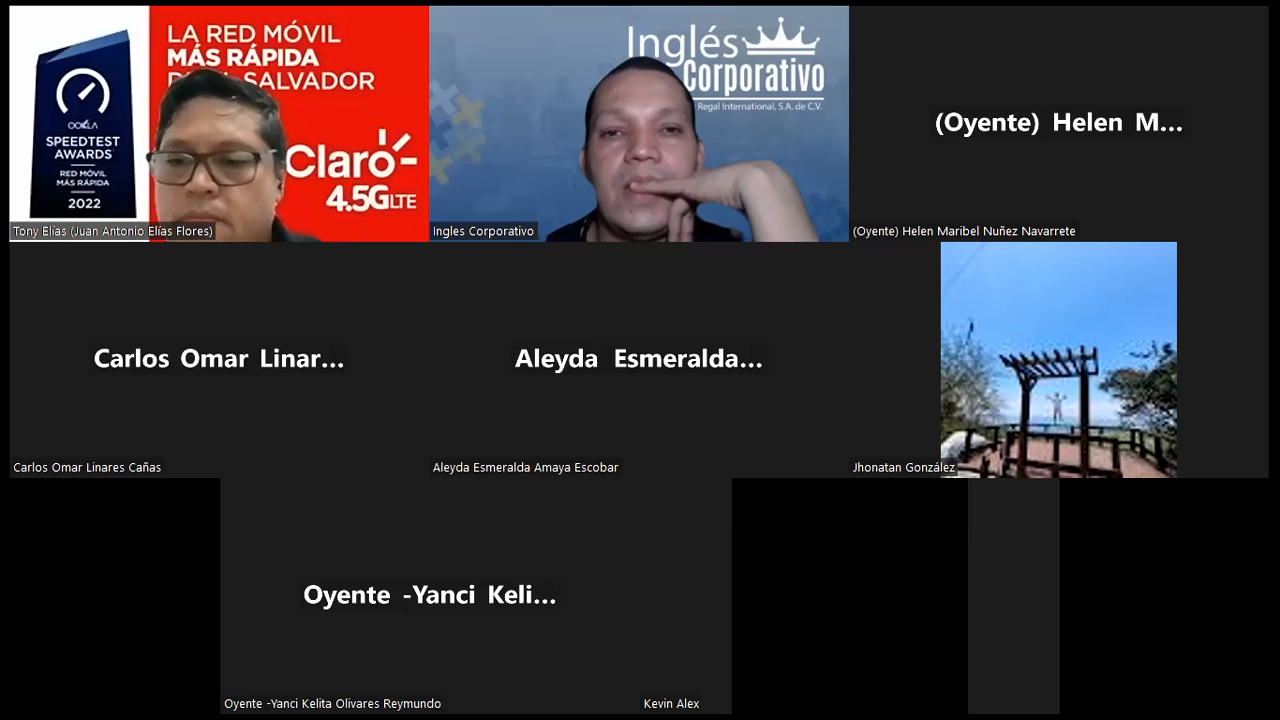 LA RED MÓVIL
MÁS RÁPIDA
SALVADOR
OOKLA
SPEEDTEST
AWARDS
RED MÓVIL
MÁS RÁPIDA
2022
Claro
4.5G LTE
Tony Elías (Juan Antonio Elías Flores)
Inglés
Corporativo
Regal International, S.A. de C.V.
Ingles Corporativo
(Oyente) Helen M...
(Oyente) Helen Maribel Nuñez Navarrete
Carlos Omar Linar...
Carlos Omar Linares Cañas
Aleyda Esmeralda...
Aleyda Esmeralda Amaya Escobar
Jhonatan González
Oyente -Yanci Keli...
Oyente -Yanci Kelita Olivares Reymundo
Kevin Alex